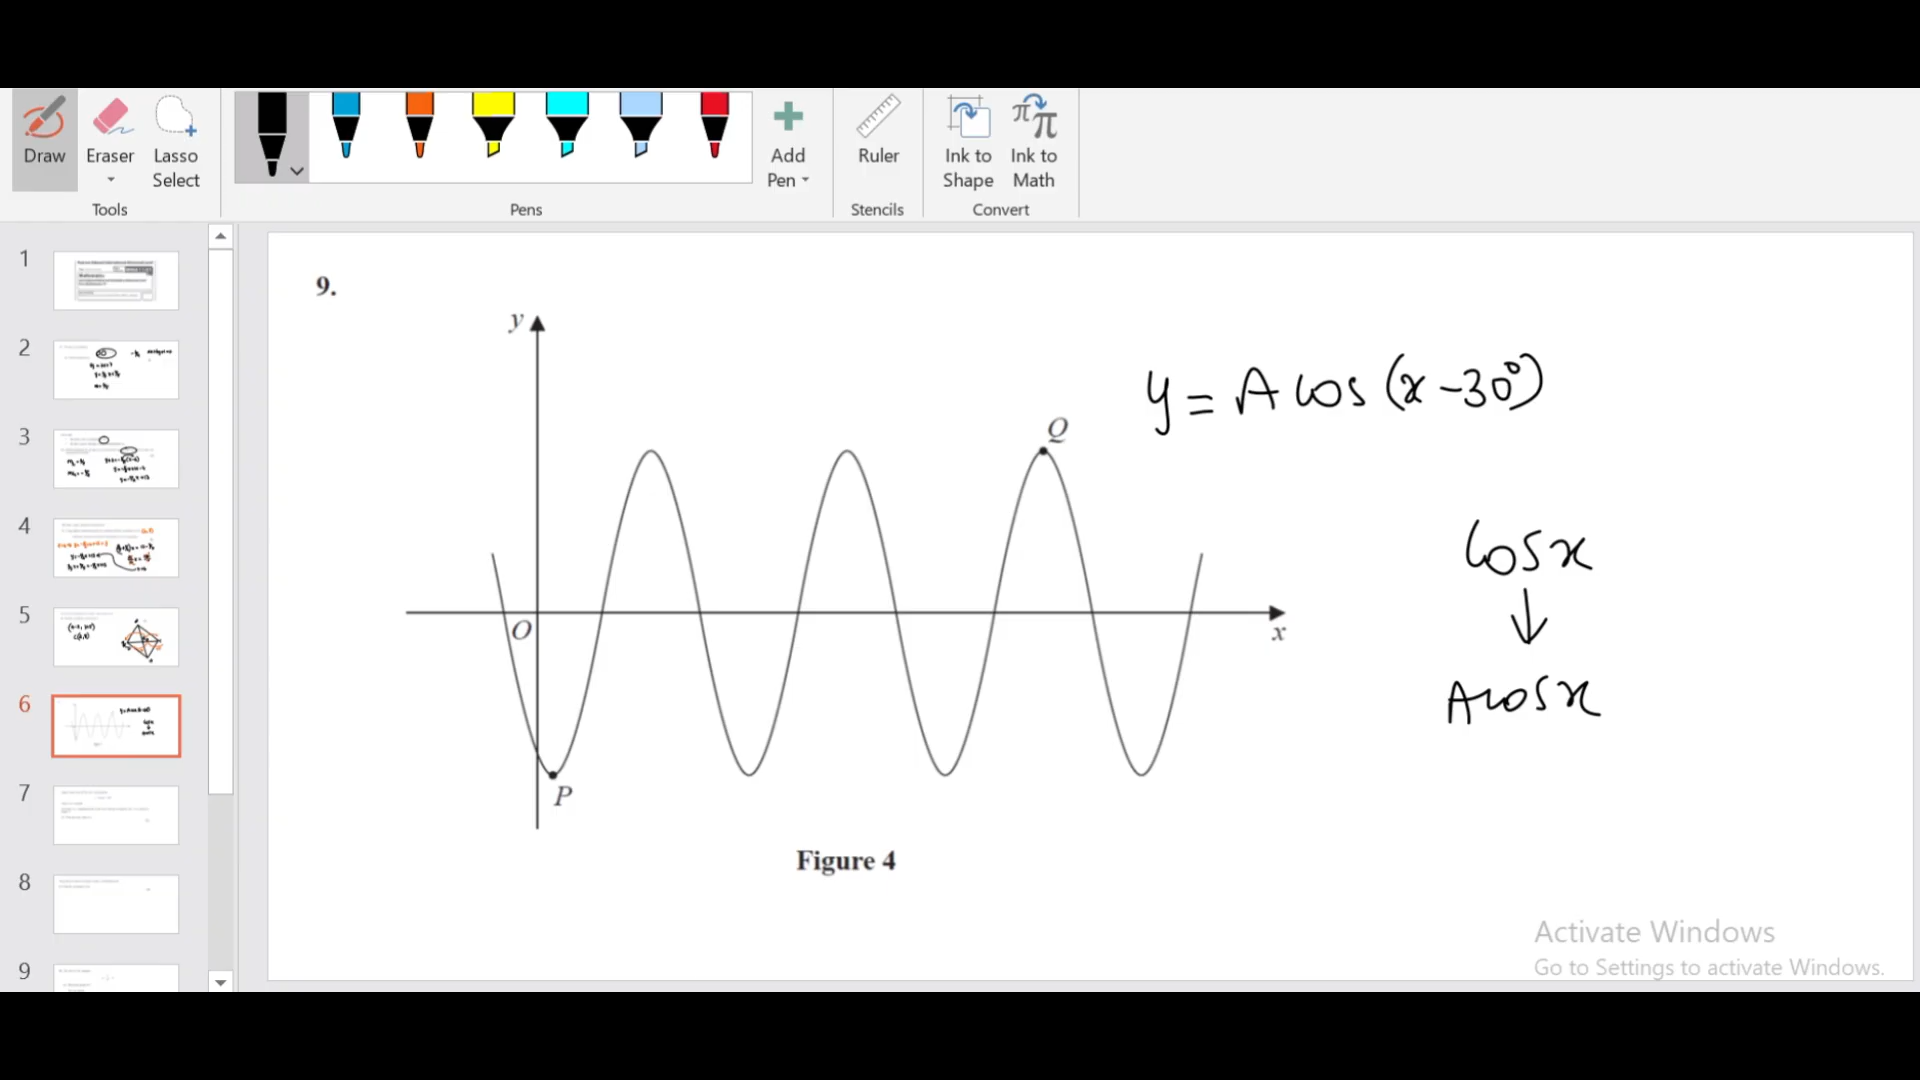 Draw
Eraser
Lasso Select
Tools
Pens
Add Pen
Ruler
Stencils
Ink to Shape
Ink to Math
Convert
1
2
3
4
5
6
7
8
9
9.
y
Q
O
x
P
Figure 4
y = A cos (x - 30°)
cos x
↓
A cos x
Activate Windows
Go to Settings to activate Windows.